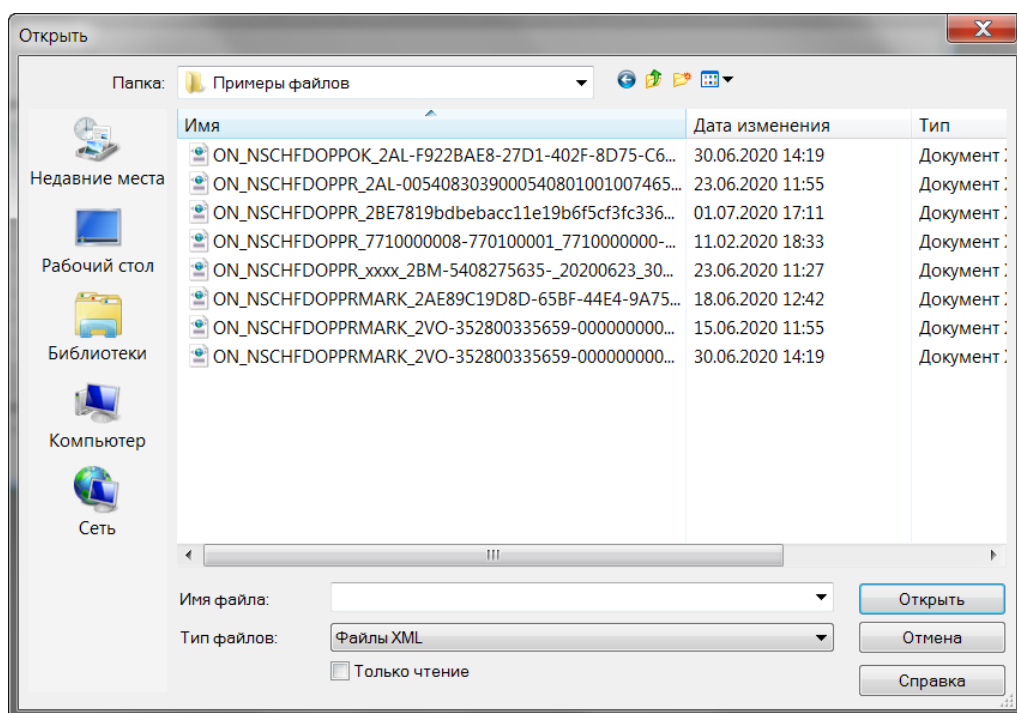 Открыть
Папка: Примеры файлов
Имя Дата изменения Тип
ON_NSCHFDOPPOK_2AL-F922BAE8-27D1-402F-8D75-C6... 30.06.2020 14:19 Документ
ON_NSCHFDOPPR_2AL-0054083039000540801001007465... 23.06.2020 11:55 Документ
ON_NSCHFDOPPR_2BE7819bdbebacc11e19b6f5cf3fc336... 01.07.2020 17:11 Документ
ON_NSCHFDOPPR_7710000008-770100001_7710000000-... 11.02.2020 18:33 Документ
ON_NSCHFDOPPR_xxxx_2BM-5408275635-_20200623_30... 23.06.2020 11:27 Документ
ON_NSCHFDOPPRMARK_2AE89C19D8D-65BF-44E4-9A75... 18.06.2020 12:42 Документ
ON_NSCHFDOPPRMARK_2VO-352800335659-000000000... 15.06.2020 11:55 Документ
ON_NSCHFDOPPRMARK_2VO-352800335659-000000000... 30.06.2020 14:19 Документ
Недавние места
Рабочий стол
Библиотеки
Компьютер
Сеть
Имя файла: Открыть
Тип файлов: Файлы XML Отмена
Только чтение
Справка